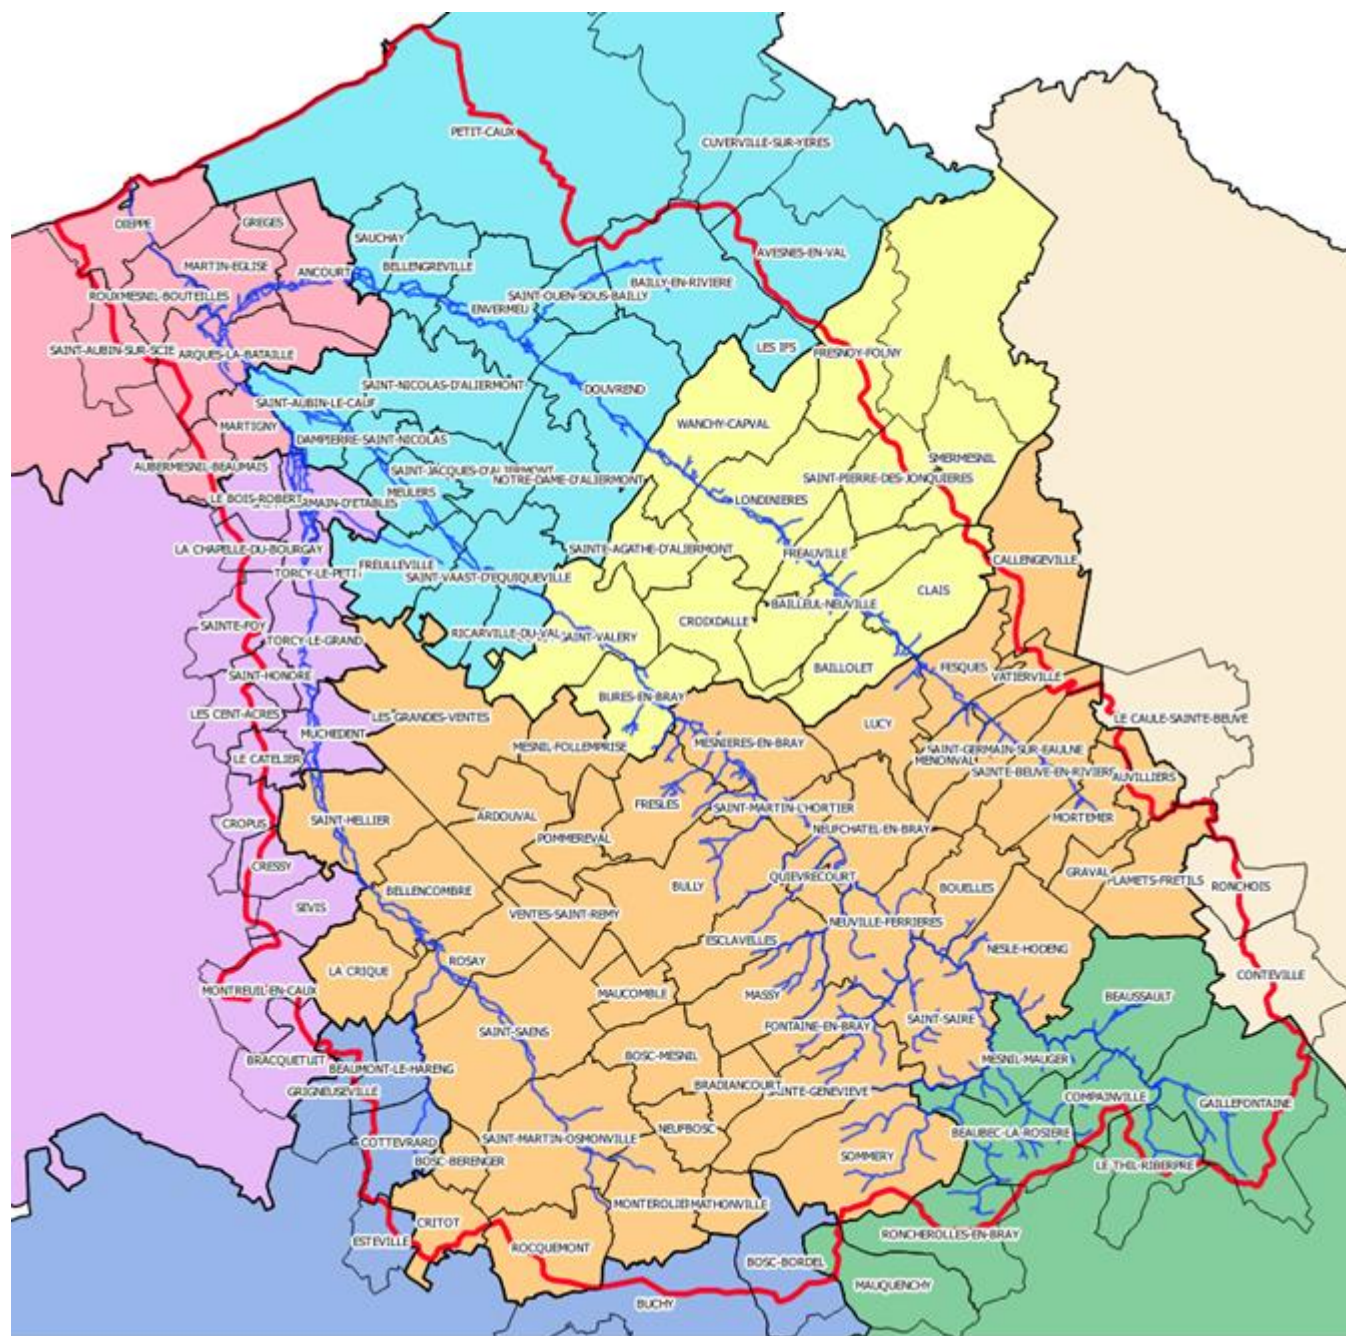 PETIT-CAUX
CUVERVILLE-SUR-YERES
DIEPPE
GREGES
SAUCHAY
AVESNES-EN-VAL
MARTIN-EGLISE
ANCOURT
BELLENGREVILLE
BAILLY-EN-RIVIERE
ROUXMESNIL-BOUTEILLES
SAINT-OUEN-SOUS-BAILLY
ENVERMEU
SAINT-AUBIN-SUR-SCIE
ARQUES-LA-BATAILLE
LES IFS
FRESNOY-FOLNY
SAINT-NICOLAS-D'ALIERMONT
DOUVREND
SAINT-AUBIN-LE-CAUF
MARTIGNY
WANCHY-CAPVAL
DAMPIERRE-SAINT-NICOLAS
SMERMESNIL
AUBERMESNIL-BEAUMAIS
SAINT-JACQUES-D'ALIERMONT
NOTRE-DAME-D'ALIERMONT
SAINT-PIERRE-DES-JONQUIERES
MEULERS
LE BOIS-ROBERT
GERMAIN-D'ETABLES
LONDINIERES
LA CHAPELLE-DU-BOURGAY
SAINTE-AGATHE-D'ALIERMONT
FREAUVILLE
CALLENGEVILLE
TORCY-LE-PETIT
FREULLEVILLE
SAINT-VAAST-D'EQUIQUEVILLE
CLAIS
BAILLEUL-NEUVILLE
SAINTE-FOY
CROIXDALLE
TORCY-LE-GRAND
RICARVILLE-DU-VAL
SAINT-VALERY
BAILLOLET
FESQUES
SAINT-HONORE
VATIERVILLE
BURES-EN-BRAY
LES CENT-ACRES
LES GRANDES-VENTES
LUCY
LE CAULE-SAINTE-BEUVE
MUCHEDENT
MESNIL-FOLLEMPRISE
MESNIERES-EN-BRAY
SAINT-GERMAIN-SUR-EAULNE
LE CATELIER
MENONVAL
SAINTE-BEUVE-EN-RIVIERE
AUVILLIERS
FRESLES
SAINT-MARTIN-L'HORTIER
CROPUS
SAINT-HELLIER
ARDOUVAL
MORTEMER
POMMEREVAL
NEUFCHATEL-EN-BRAY
CRESSY
GRAVAL
FLAMETS-FRETILS
BELLENCOMBRE
BULLY
QUIEVRECOURT
BOUELLES
RONCHOIS
SEVIS
VENTES-SAINT-REMY
NEUVILLE-FERRIERES
ESCLAVELLES
NESLE-HODENG
LA CRIQUE
ROSAY
CONTEVILLE
MONTREUIL-EN-CAUX
MAUCOMBLE
MASSY
BEAUSSAULT
SAINT-SAENS
FONTAINE-EN-BRAY
SAINT-SAIRE
BRACQUETUIT
BEAUMONT-LE-HARENG
BOSC-MESNIL
MESNIL-MAUGER
GRIGNEUSEVILLE
BRADIANCOURT
SAINTE-GENEVIEVE
COMPAINVILLE
GAILLEFONTAINE
COTTEVRARD
SAINT-MARTIN-OSMONVILLE
NEUFBOSC
BEAUBEC-LA-ROSIERE
BOSC-BERENGER
SOMMERY
LE THIL-RIBERPRE
MONTEROLIER
MATHONVILLE
CRITOT
ESTEVILLE
ROCQUEMONT
RONCHEROLLES-EN-BRAY
BOSC-BORDEL
MAUQUENCHY
BUCHY